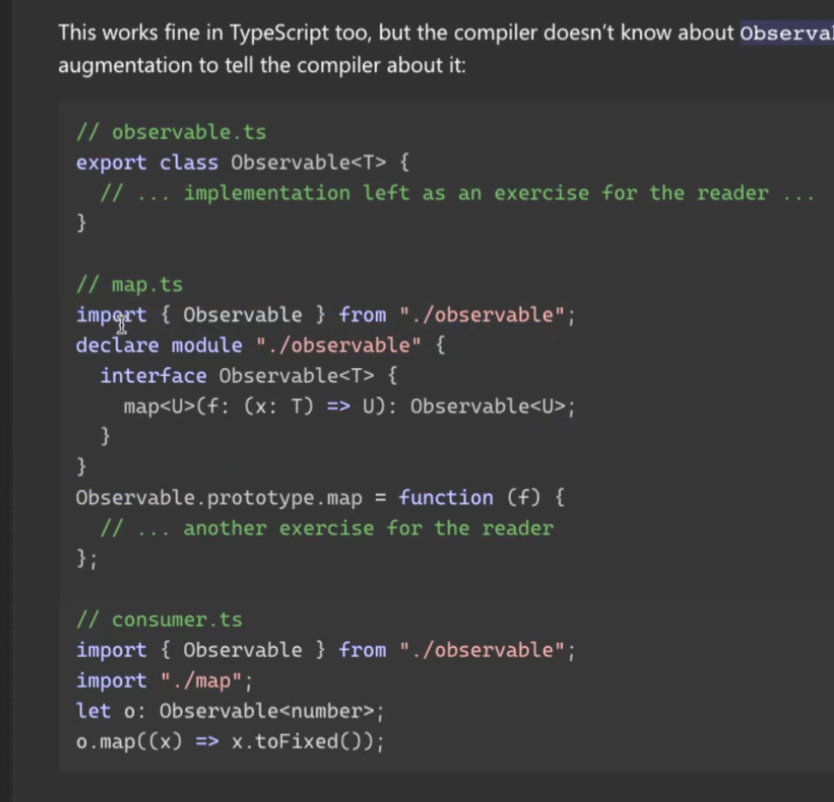 This works fine in TypeScript too, but the compiler doesn’t know about
augmentation to tell the compiler about it:
// observable.ts
export class Observable<T> {
  // ... implementation left as an exercise for the reader ...
}
// map.ts
import { Observable } from "./observable";
declare module "./observable" {
  interface Observable<T> {
    map<U>(f: (x: T) => U): Observable<U>;
  }
}
Observable.prototype.map = function (f) {
  // ... another exercise for the reader
};
// consumer.ts
import { Observable } from "./observable";
import "./map";
let o: Observable<number>;
o.map((x) => x.toFixed());